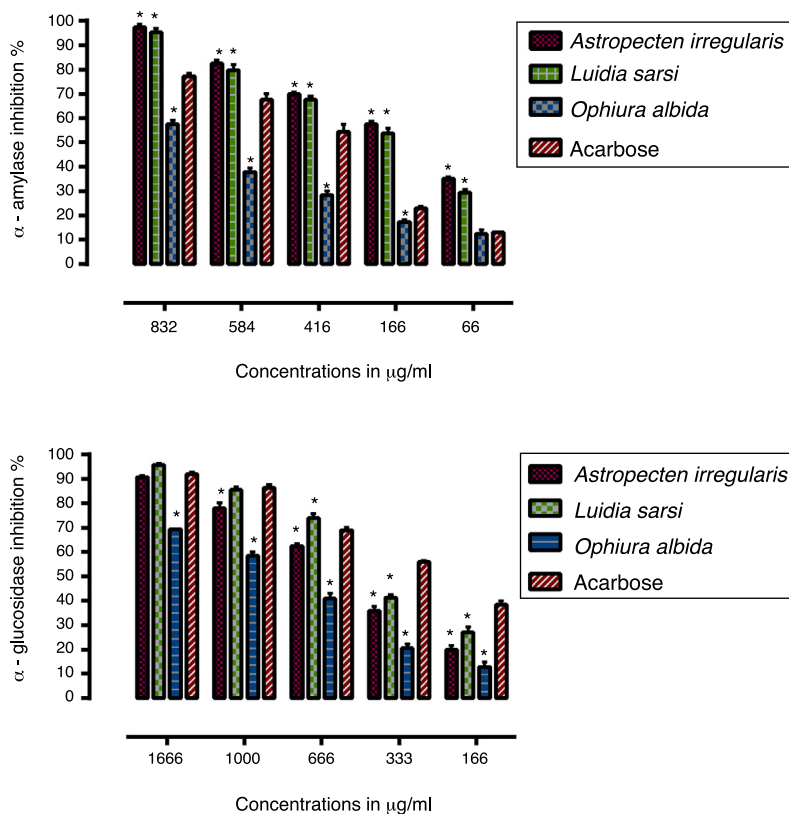 α - amylase inhibition %
100
90
80
70
60
50
40
30
20
10
0
* * * * * * * * * * * * * *
832 584 416 166 66
Concentrations in μg/ml
Astropecten irregularis
Luidia sarsi
Ophiura albida
Acarbose
α - glucosidase inhibition %
100
90
80
70
60
50
40
30
20
10
0
* * * * * * * * * * * *
1666 1000 666 333 166
Concentrations in μg/ml
Astropecten irregularis
Luidia sarsi
Ophiura albida
Acarbose